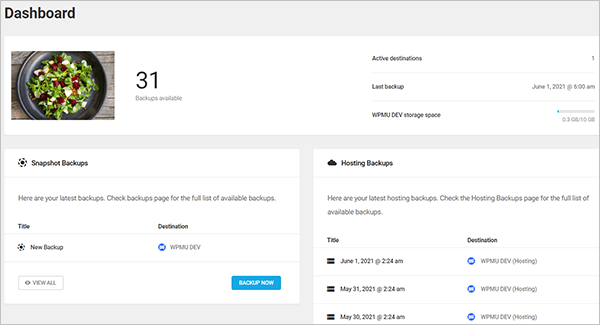 Dashboard
31
Backups available
Active destinations 1
Last backup June 1, 2021 @ 6:00 am
WPMU DEV storage space
0.3 GB/10 GB
Snapshot Backups
Here are your latest backups. Check backups page for the full list of available backups.
Title Destination
New Backup WPMU DEV
VIEW ALL BACKUP NOW
Hosting Backups
Here are your latest hosting backups. Check the Hosting Backups page for the full list of
available backups.
Title Destination
June 1, 2021 @ 2:24 am WPMU DEV (Hosting)
May 31, 2021 @ 2:24 am WPMU DEV (Hosting)
May 30, 2021 @ 2:24 am WPMU DEV (Hosting)